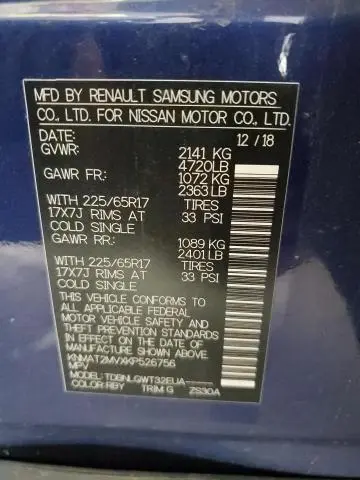 MFD BY RENAULT SAMSUNG MOTORS
CO., LTD. FOR NISSAN MOTOR CO., LTD.
DATE: 12 / 18
GVWR: 2141 KG
4720LB
GAWR FR: 1072 KG
2363 LB
WITH 225/65R17 TIRES
17X7J RIMS AT 33 PSI
COLD SINGLE
GAWR RR: 1089 KG
2401 LB
WITH 225/65R17 TIRES
17X7J RIMS AT 33 PSI
COLD SINGLE
THIS VEHICLE CONFORMS TO
ALL APPLICABLE FEDERAL
MOTOR VEHICLE SAFETY AND
THEFT PREVENTION STANDARDS
IN EFFECT ON THE DATE OF
MANUFACTURE SHOWN ABOVE.
KNMAT2MVXKP526756
MPV
MODEL: TDBNLGWT32EUA-----
COLOR: RBY TRIM: G ZS30A